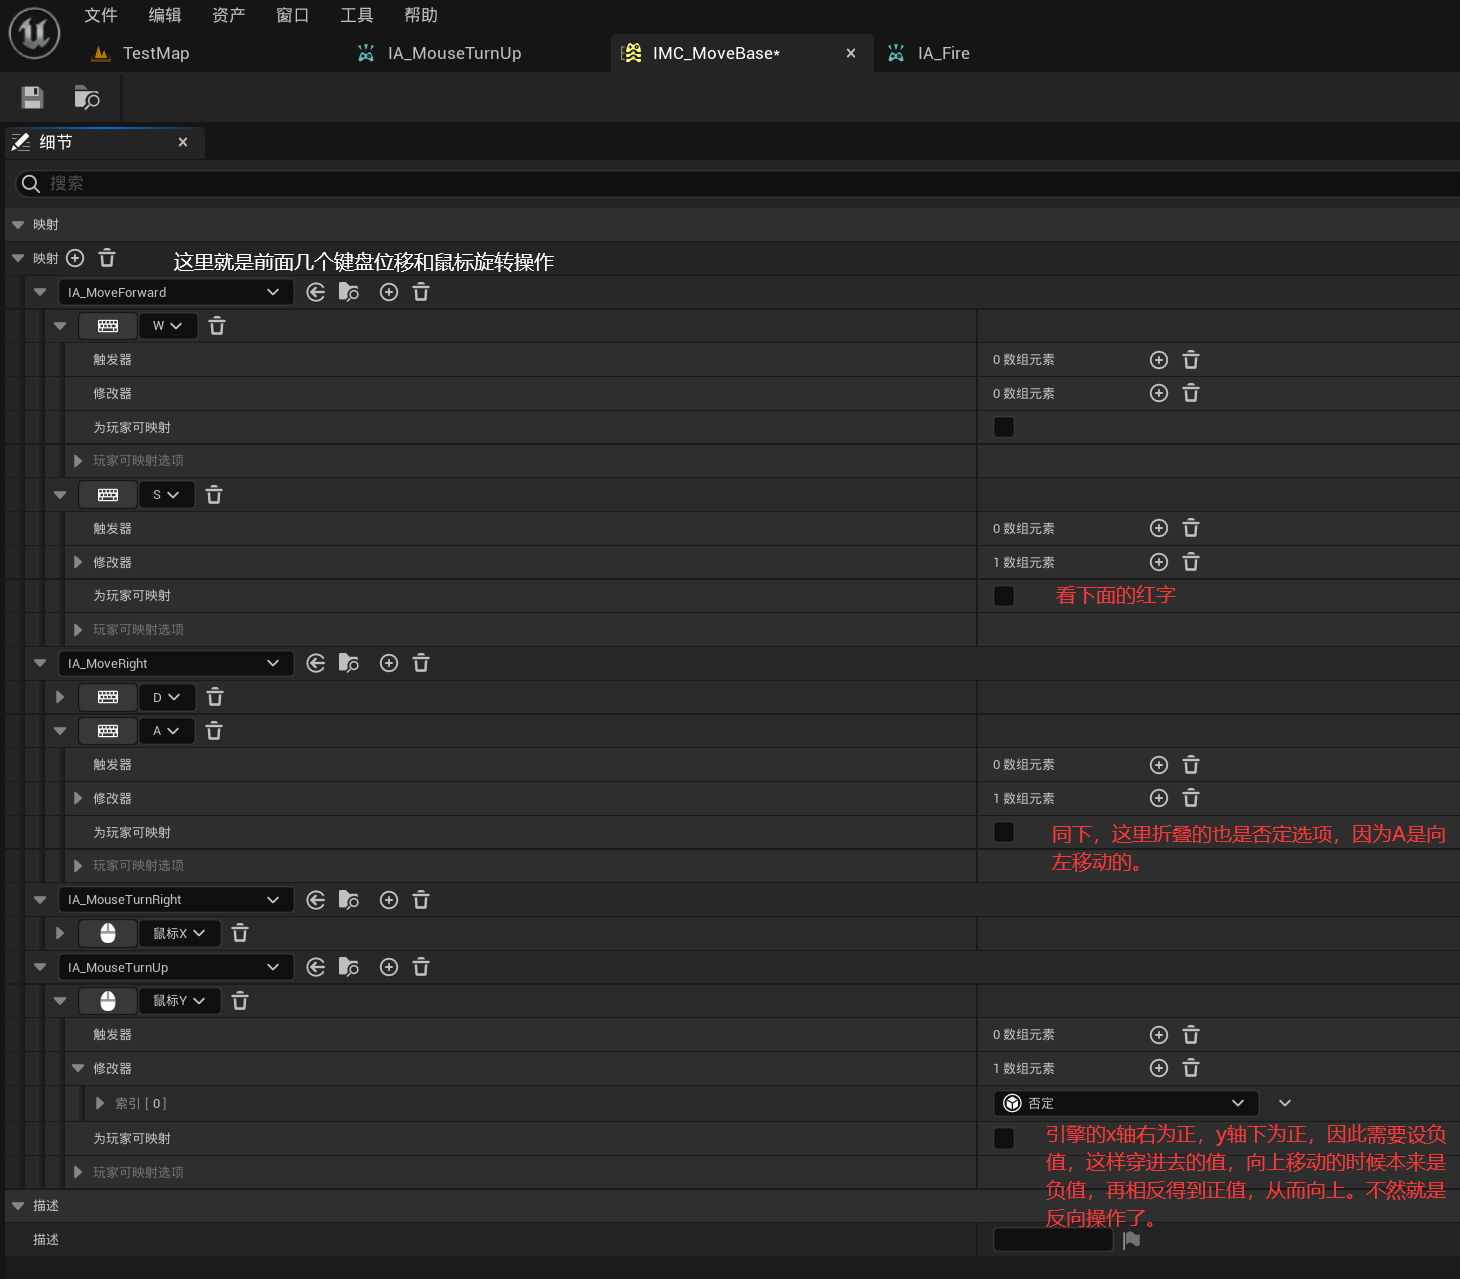 文件 编辑 资产 窗口 工具 帮助
TestMap IA_MouseTurnUp IMC_MoveBase* IA_Fire
细节
搜索
映射
映射 这里就是前面几个键盘位移和鼠标旋转操作
IA_MoveForward
W
触发器 0 数组元素
修改器 0 数组元素
为玩家可映射
玩家可映射选项
S
触发器 0 数组元素
修改器 1 数组元素
为玩家可映射 看下面的红字
玩家可映射选项
IA_MoveRight
D
A
触发器 0 数组元素
修改器 1 数组元素
为玩家可映射 同下，这里折叠的也是否定选项，因为A是向
左移动的。
玩家可映射选项
IA_MouseTurnRight
鼠标X
IA_MouseTurnUp
鼠标Y
触发器 0 数组元素
修改器 1 数组元素
索引 [ 0 ] 否定
为玩家可映射 引擎的x轴右为正，y轴下为正，因此需要设负
值，这样穿进去的值，向上移动的时候本来是
玩家可映射选项
负值，再相反得到正值，从而向上。不然就是
描述
反向操作了。
描述